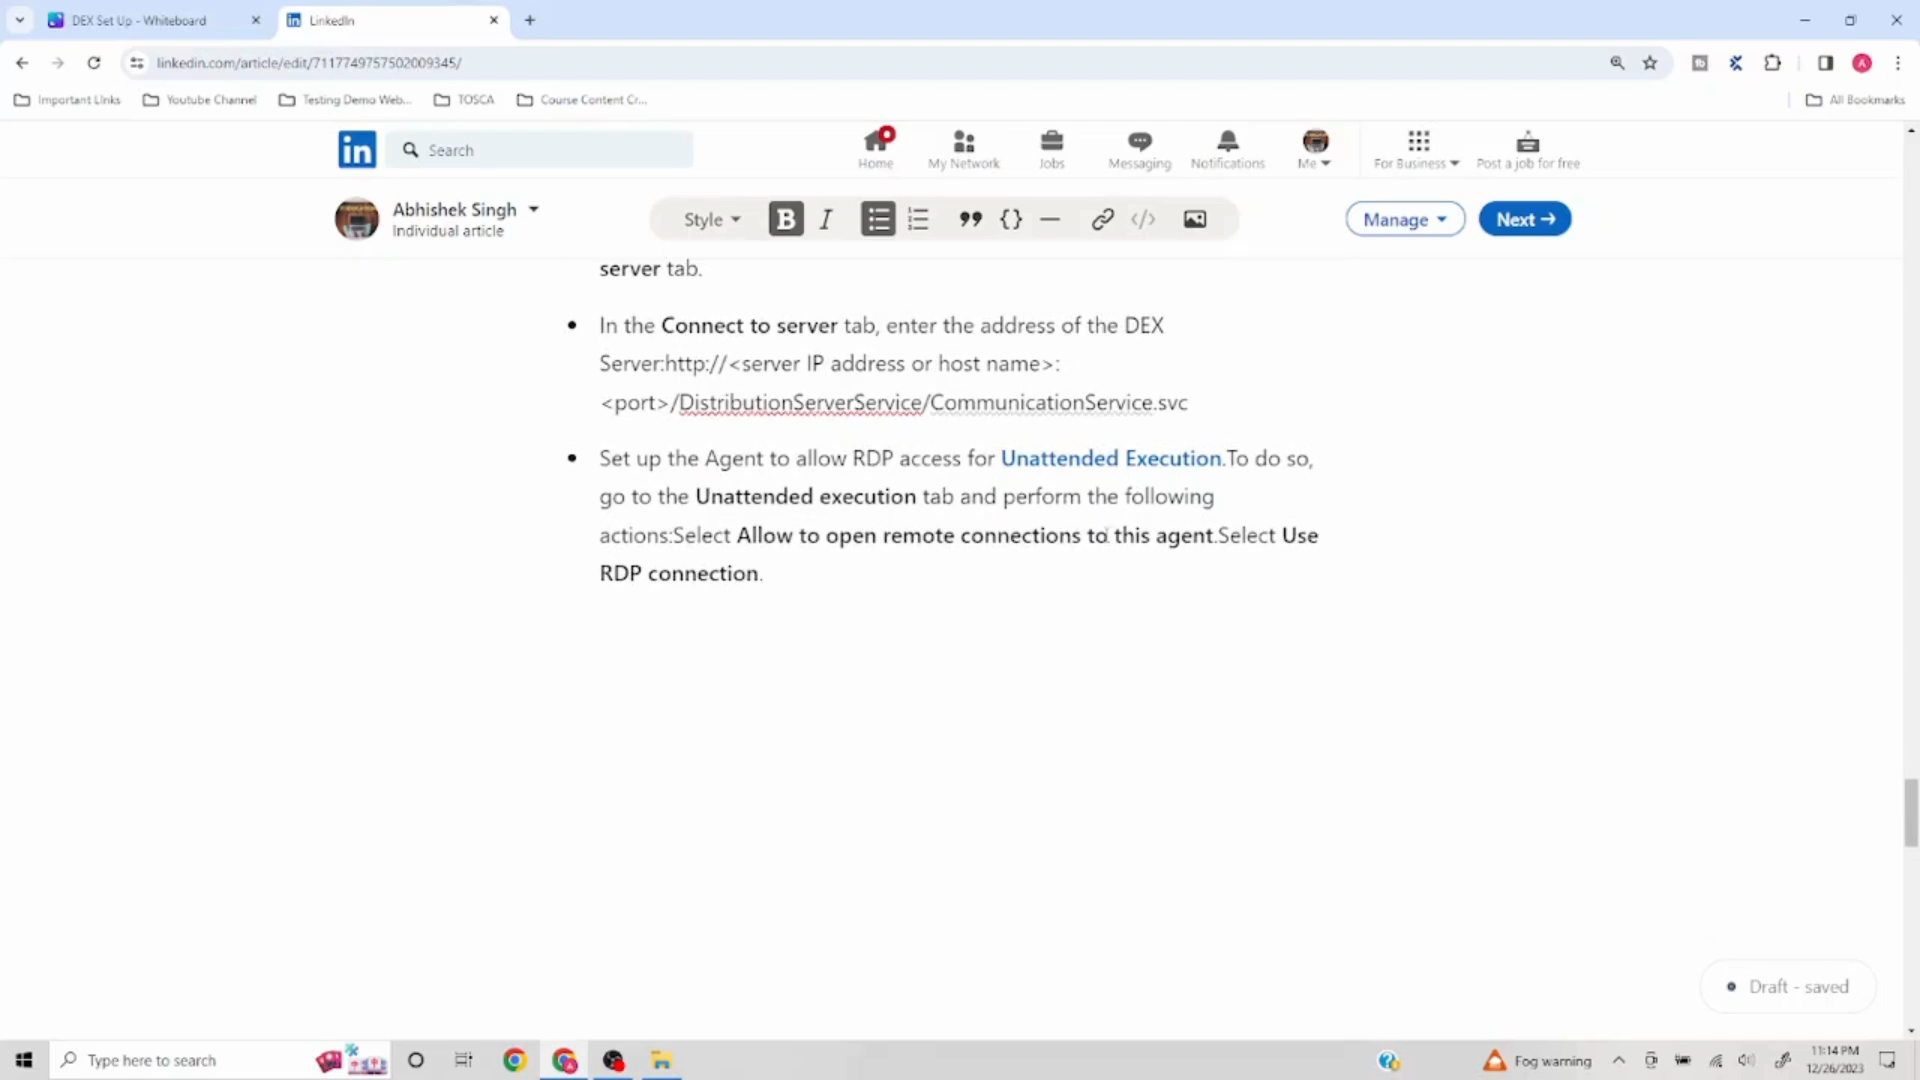 DEX Set Up - Whiteboard
LinkedIn
linkedin.com/article/edit/7117749757502009345/
Important Links
Youtube Channel
Testing Demo Web...
TOSCA
Course Content Cr...
All Bookmarks
Search
Home
My Network
Jobs
Messaging
Notifications
Me
For Business
Post a job for free
Abhishek Singh
Individual article
Style
B
I
Manage
Next →
server tab.
• In the Connect to server tab, enter the address of the DEX
Server:http://<server IP address or host name>:
<port>/DistributionServerService/CommunicationService.svc
• Set up the Agent to allow RDP access for Unattended Execution.To do so,
go to the Unattended execution tab and perform the following
actions:Select Allow to open remote connections to this agent.Select Use
RDP connection.
Draft - saved
Type here to search
Fog warning
11:14 PM
12/26/2023